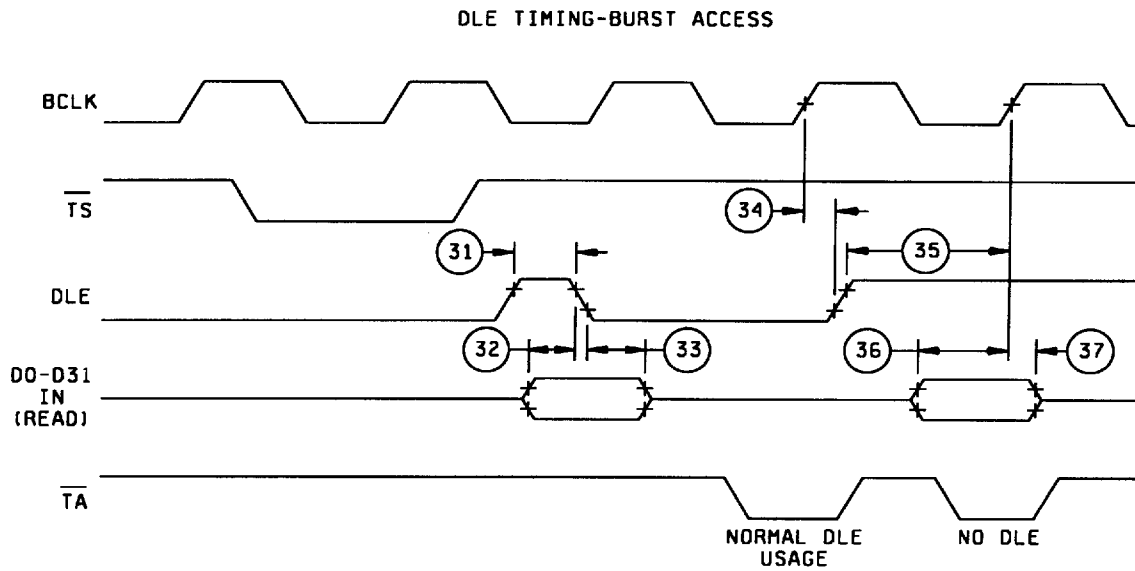 DLE TIMING-BURST ACCESS
BCLK
TS
34
31
35
DLE
32
33
36
37
D0-D31
IN
(READ)
TA
NORMAL DLE
USAGE
NO DLE